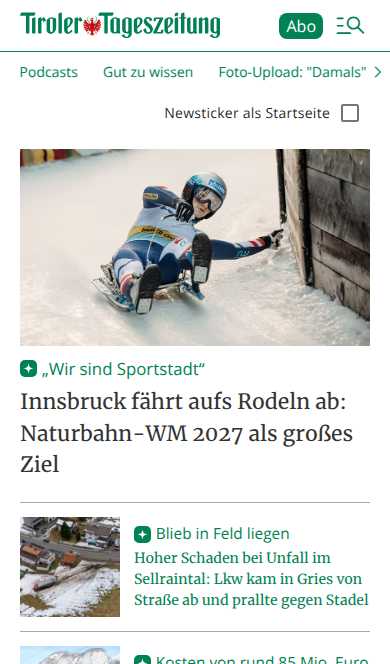 Tiroler Tageszeitung
Abo
Podcasts Gut zu wissen Foto-Upload: "Damals"
Newsticker als Startseite
„Wir sind Sportstadt“
Innsbruck fährt aufs Rodeln ab:
Naturbahn-WM 2027 als großes
Ziel
Blieb in Feld liegen
Hoher Schaden bei Unfall im
Sellraintal: Lkw kam in Gries von
Straße ab und prallte gegen Stadel
Kosten von rund 85 Mio. Euro